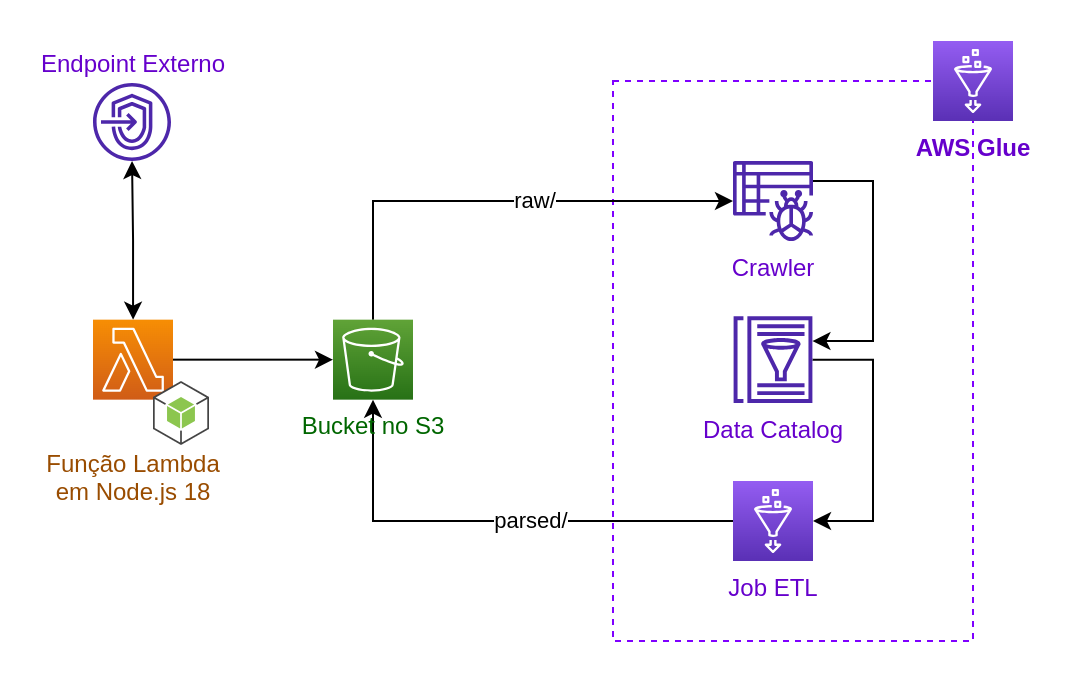 Endpoint Externo
AWS Glue
raw/
Crawler
Bucket no S3
Data Catalog
Função Lambda
em Node.js 18
parsed/
Job ETL